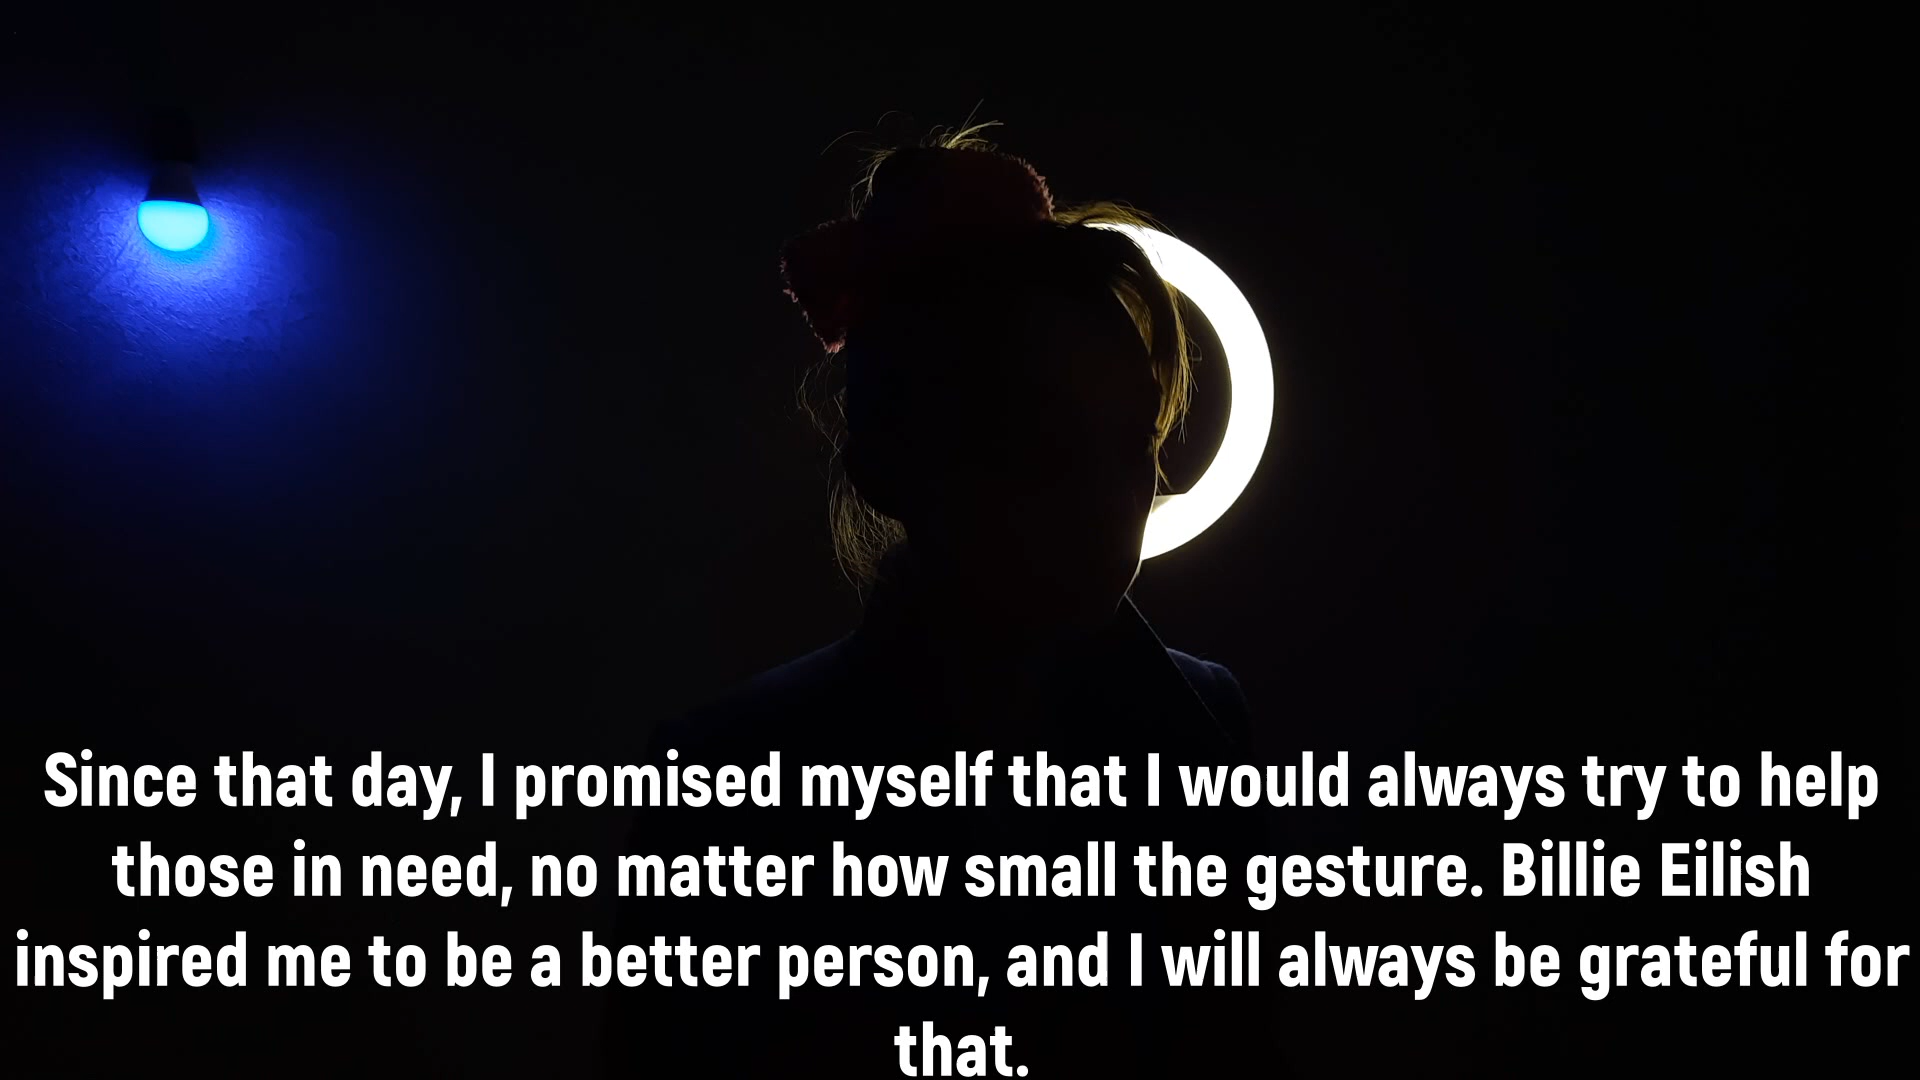 Since that day, I promised myself that I would always try to help
those in need, no matter how small the gesture. Billie Eilish
inspired me to be a better person, and I will always be grateful for
that.